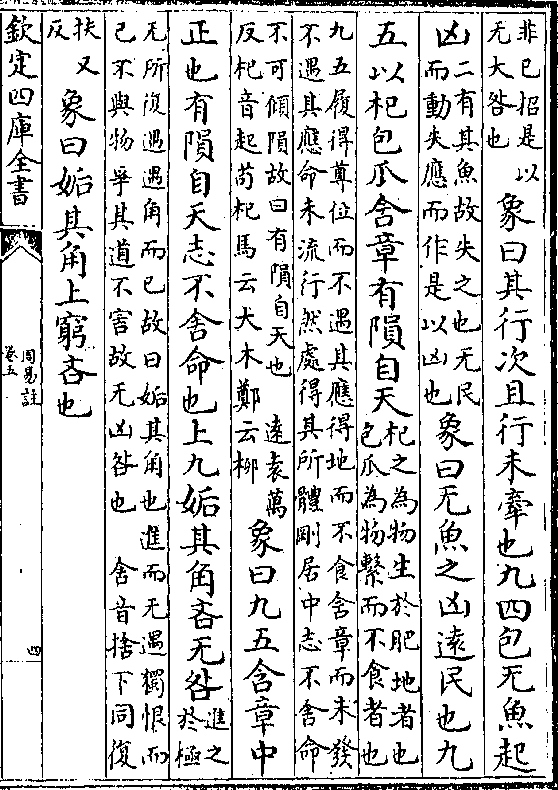 非己招是以
无大咎也
象曰其行次且行未牽也九四包无魚起
凶
二有其魚故失之也无民
而動失應而作是以凶也
象曰无魚之凶遠民也九
五以杞包瓜含章有隕自天
杞之為物生於肥地者也
包瓜為物繫而不食者也
九五履得尊位而不遇其應得地而不食含章而未發
不遇其應命未流行然處得其所體剛居中志不舍命
不可傾隕故曰有隕自天也 遠袁萬
反杞音起苟杞馬云大木鄭云柳
象曰九五含章中
正也有隕自天志不舍命也上九姤其角吝无咎
進之
於極
无所復遇遇角而已故曰姤其角也進而无遇獨恨而
已不與物爭其道不害故无凶咎也 舍音捨下同復
扶又
反
象曰姤其角上窮吝也
欽定四庫全書
周易註
卷五
四